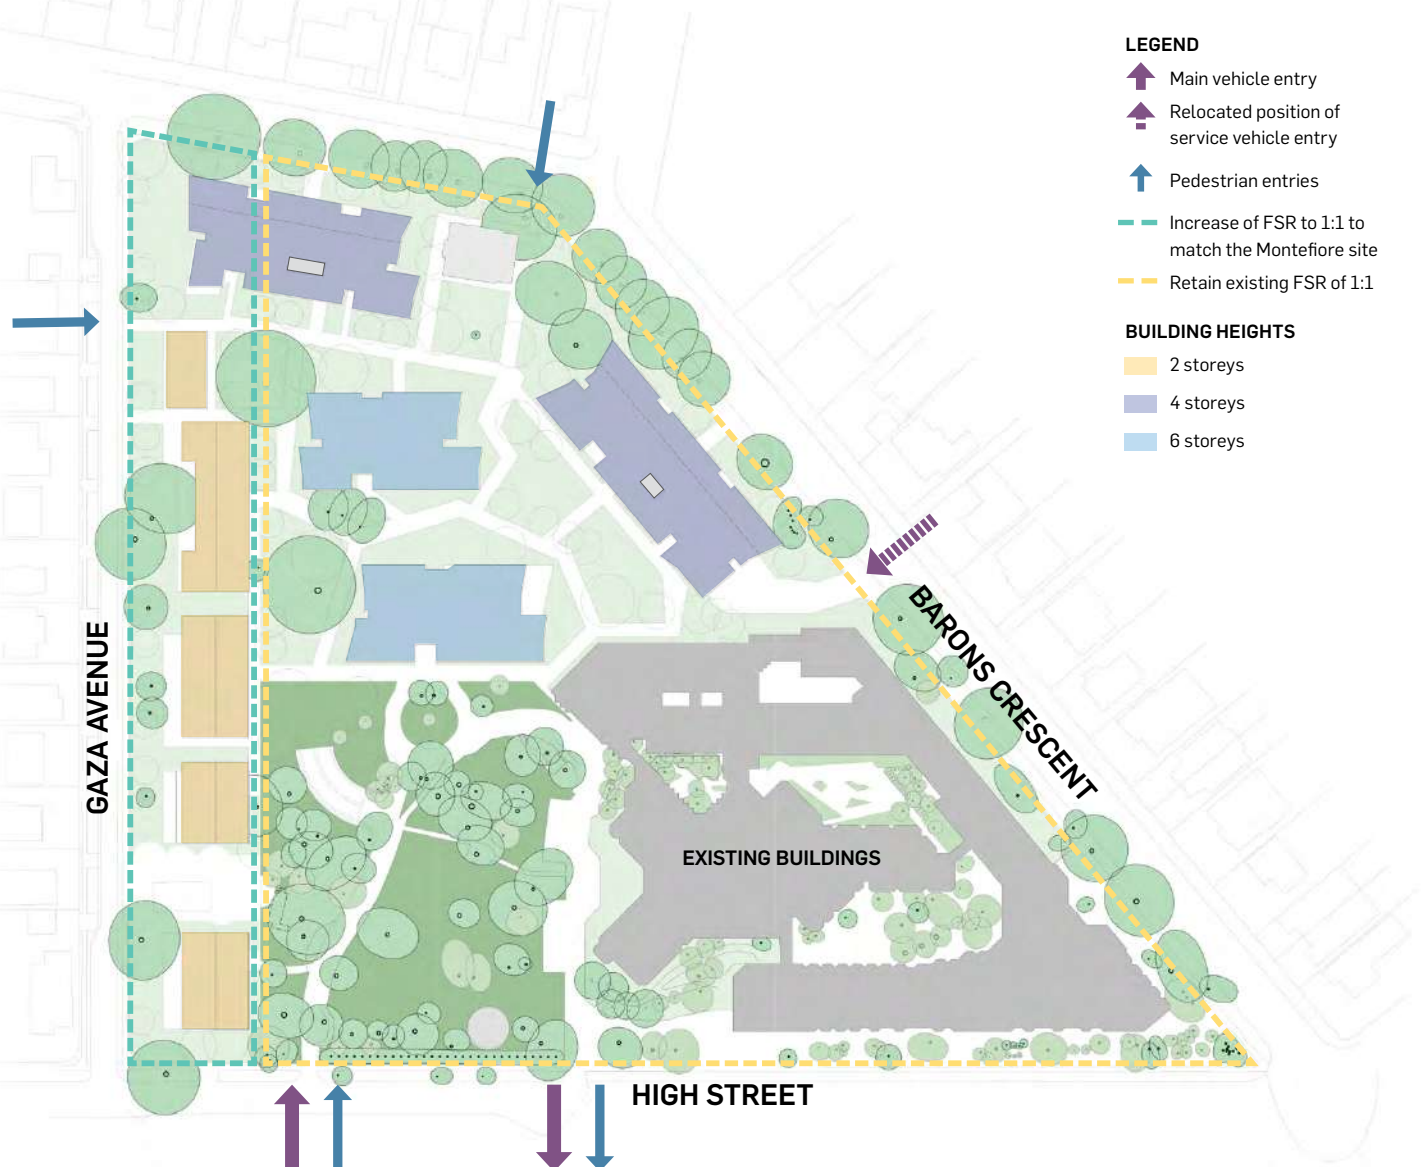 LEGEND
Main vehicle entry
Relocated position of
service vehicle entry
Pedestrian entries
Increase of FSR to 1:1 to
match the Montefiore site
Retain existing FSR of 1:1
BUILDING HEIGHTS
2 storeys
4 storeys
6 storeys
GAZA AVENUE
BARONS CRESCENT
EXISTING BUILDINGS
HIGH STREET